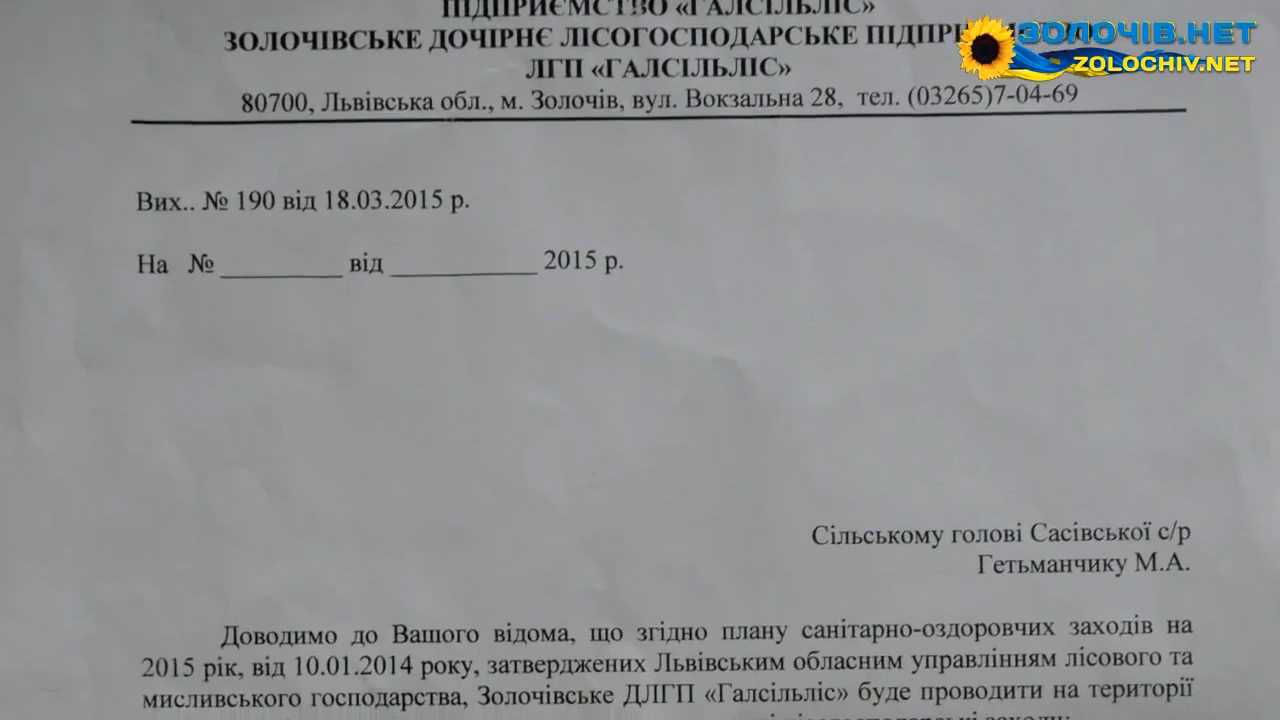 ПІДПРИЄМСТВО «ГАЛСІЛЬЛІС»
ЗОЛОЧІВСЬКЕ ДОЧІРНЄ ЛІСОГОСПОДАРСЬКЕ
ЛГП «ГАЛСІЛЬЛІС»
80700, Львівська обл., м. Золочів, вул. Вокзальна 28, тел. (03265)7-04-69
ЗОЛОЧІВ.НЕТ
ZOLOCHIV.NET
Вих.. № 190 від 18.03.2015 р.
На № _________ від ___________ 2015 р.
Сільському голові Сасівської с/р
Гетьманчику М.А.
Доводимо до Вашого відома, що згідно плану санітарно-оздоровчих заходів на
2015 рік, від 10.01.2014 року, затверджених Львівським обласним управлінням лісового та
мисливського господарства, Золочівське ДЛГП «Галсільліс» буде проводити на території